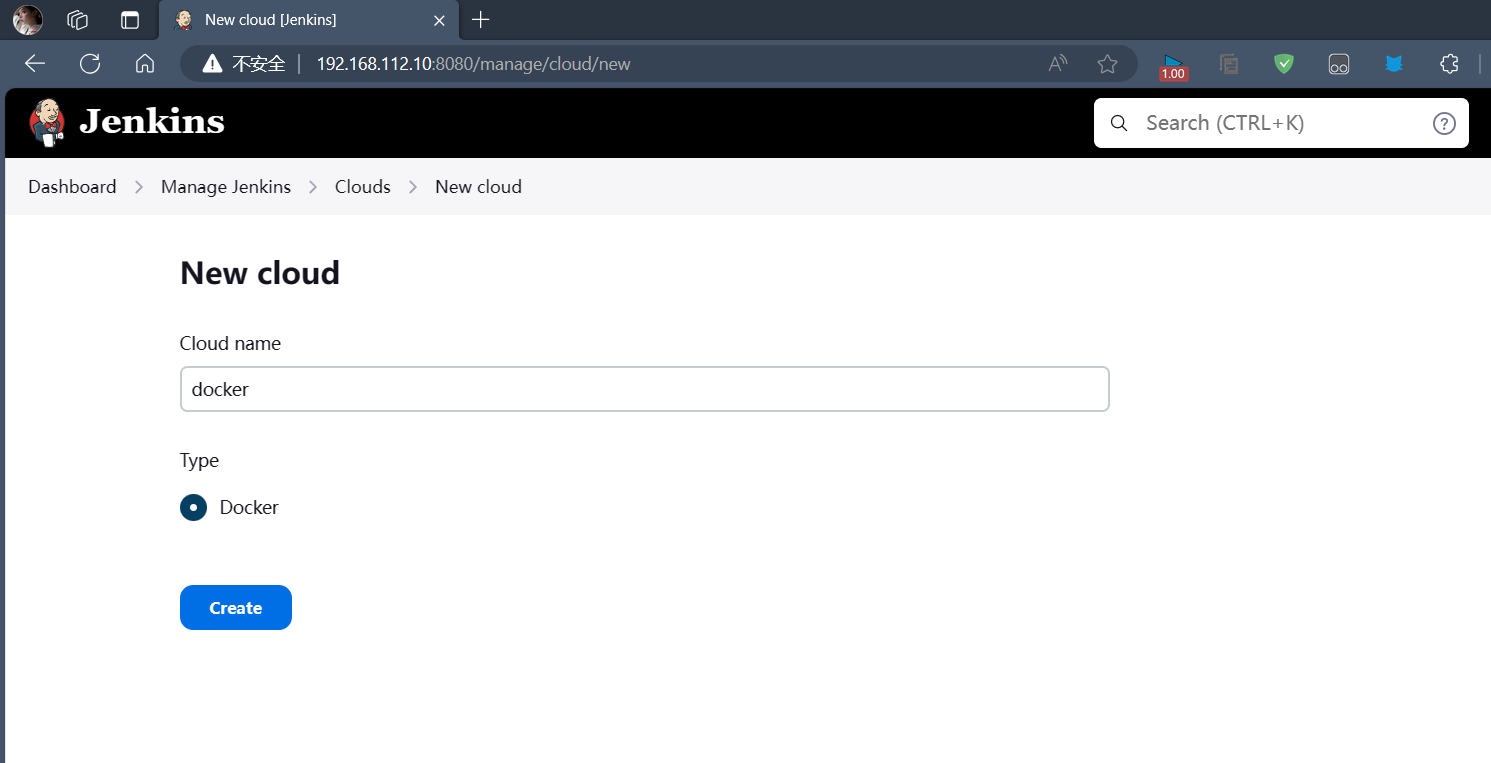 New cloud [Jenkins]
不安全 192.168.112.10:8080/manage/cloud/new
1.00
Jenkins
Search (CTRL+K)
Dashboard Manage Jenkins Clouds New cloud
New cloud
Cloud name
docker
Type
Docker
Create